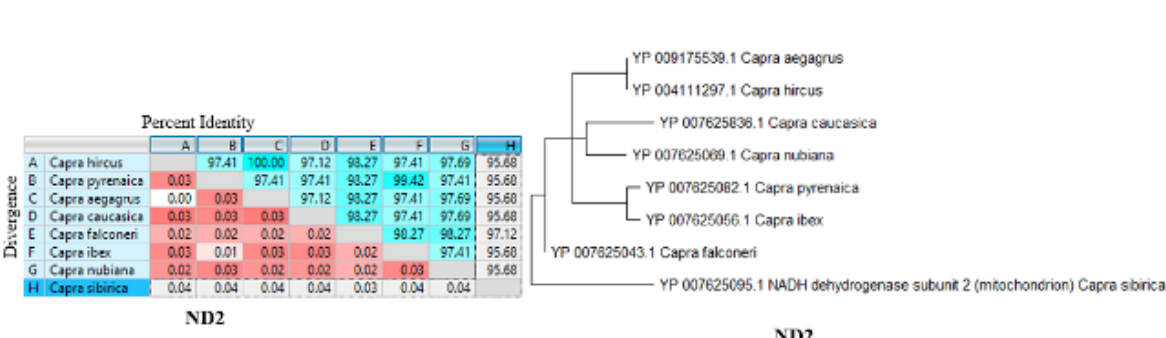 Percent Identity
A B C D E F G H
A Capra hircus 97.41 100.00 97.12 98.27 97.41 97.69 95.68
B Capra pyrenaica 0.03 97.41 97.41 98.27 99.42 97.41 95.68
C Capra aegagrus 0.00 0.03 97.12 98.27 97.41 97.69 95.68
D Capra caucasica 0.03 0.03 0.03 98.27 97.41 97.69 95.68
E Capra falconeri 0.02 0.02 0.02 0.02 98.27 98.27 97.12
F Capra ibex 0.03 0.01 0.03 0.03 0.02 97.41 95.68
G Capra nubiana 0.02 0.03 0.02 0.02 0.02 0.03 95.68
H Capra sibirica 0.04 0.04 0.04 0.04 0.03 0.04 0.04
Divergence
ND2
YP 009175539.1 Capra aegagrus
YP 004111297.1 Capra hircus
YP 007625836.1 Capra caucasica
YP 007625069.1 Capra nubiana
YP 007625082.1 Capra pyrenaica
YP 007625056.1 Capra ibex
YP 007625043.1 Capra falconeri
YP 007625095.1 NADH dehydrogenase subunit 2 (mitochondrion) Capra sibirica
ND2